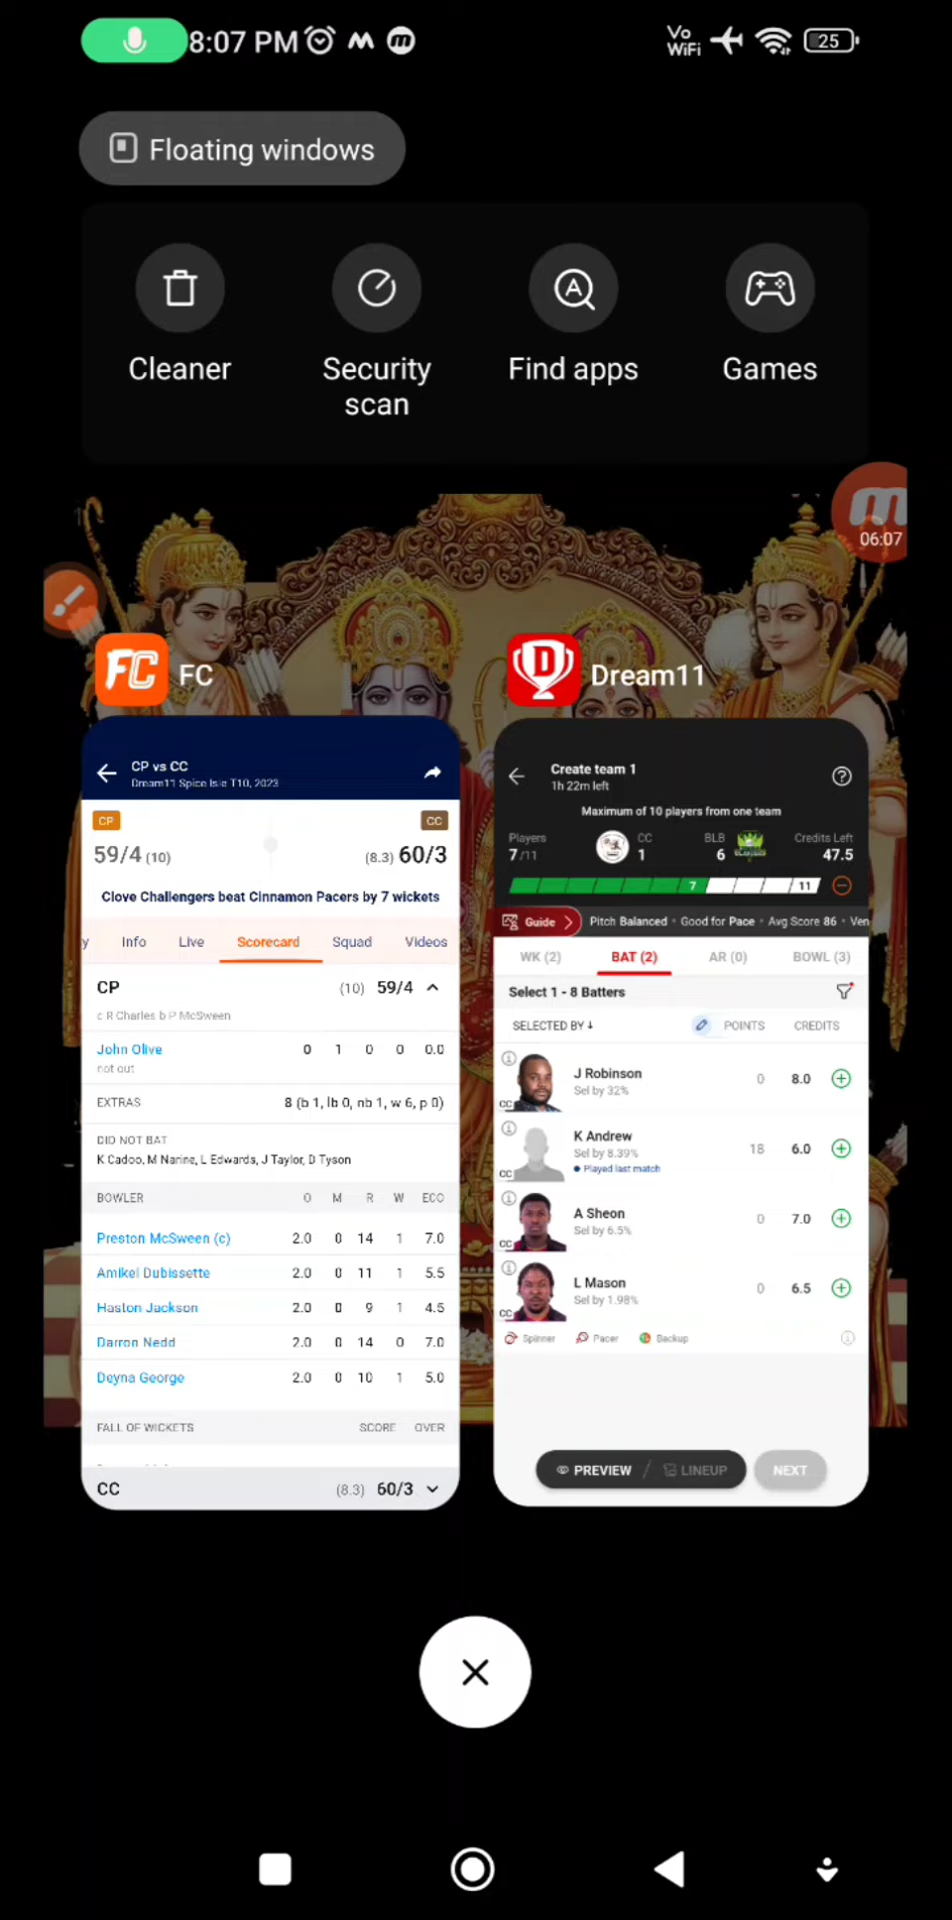 8:07 PM
Vo
WiFi
25
Floating windows
Cleaner
Security
scan
Find apps
Games
06:07
FC FC
Dream11
CP vs CC
Dream11 Spice Isle T10, 2023
CP
CC
59/4 (10)
(8.3) 60/3
Clove Challengers beat Cinnamon Pacers by 7 wickets
y Info Live Scorecard Squad Videos
CP (10) 59/4
c R Charles b P McSween
John Olive 0 1 0 0 0.0
not out
EXTRAS 8 (b 1, lb 0, nb 1, w 6, p 0)
DID NOT BAT
K Cadoo, M Narine, L Edwards, J Taylor, D Tyson
BOWLER O M R W ECO
Preston McSween (c) 2.0 0 14 1 7.0
Amikel Dubissette 2.0 0 11 1 5.5
Haston Jackson 2.0 0 9 1 4.5
Darron Nedd 2.0 0 14 0 7.0
Deyna George 2.0 0 10 1 5.0
FALL OF WICKETS SCORE OVER
CC (8.3) 60/3
Create team 1
1h 22m left
Maximum of 10 players from one team
Players
7/11
CC
1
BLB
6
Credits Left
47.5
7
11
Guide
Pitch Balanced • Good for Pace • Avg Score 86 • Ven
WK (2) BAT (2) AR (0) BOWL (3)
Select 1 - 8 Batters
SELECTED BY POINTS CREDITS
J Robinson
Sel by 32%
0 8.0
CC
K Andrew
Sel by 8.39%
Played last match
18 6.0
CC
A Sheon
Sel by 6.5%
0 7.0
CC
L Mason
Sel by 1.98%
0 6.5
CC
Spinner Pacer Backup
PREVIEW / LINEUP
NEXT